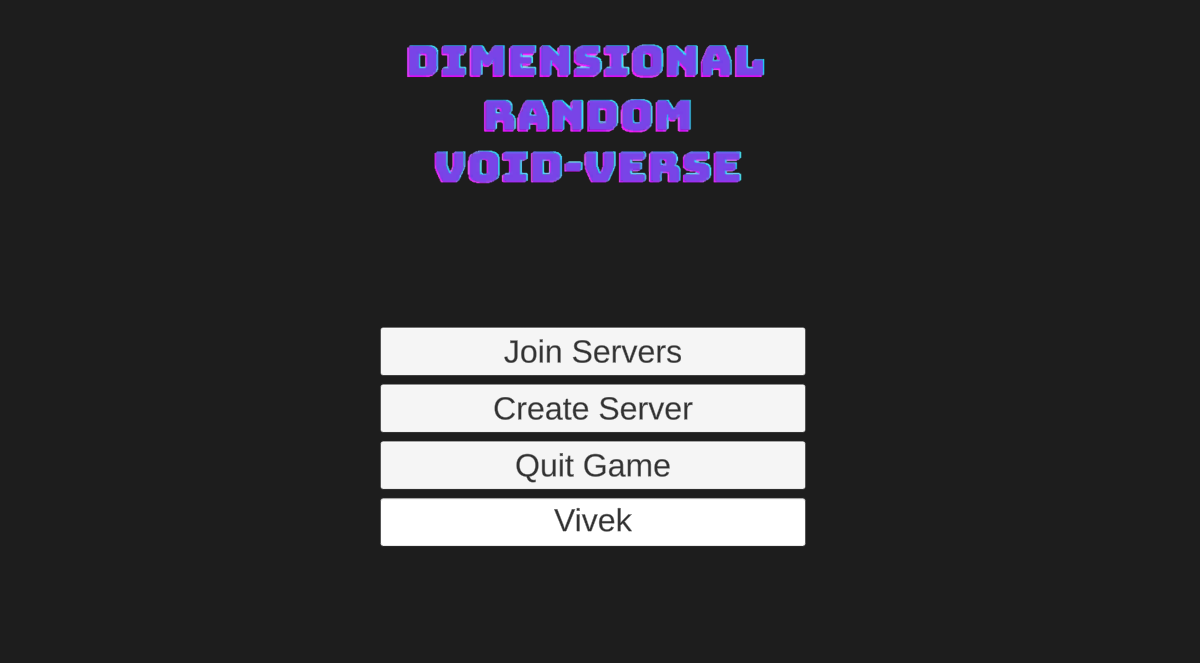 DIMENSIONAL
RANDOM
VOID-VERSE
Join Servers
Create Server
Quit Game
Vivek